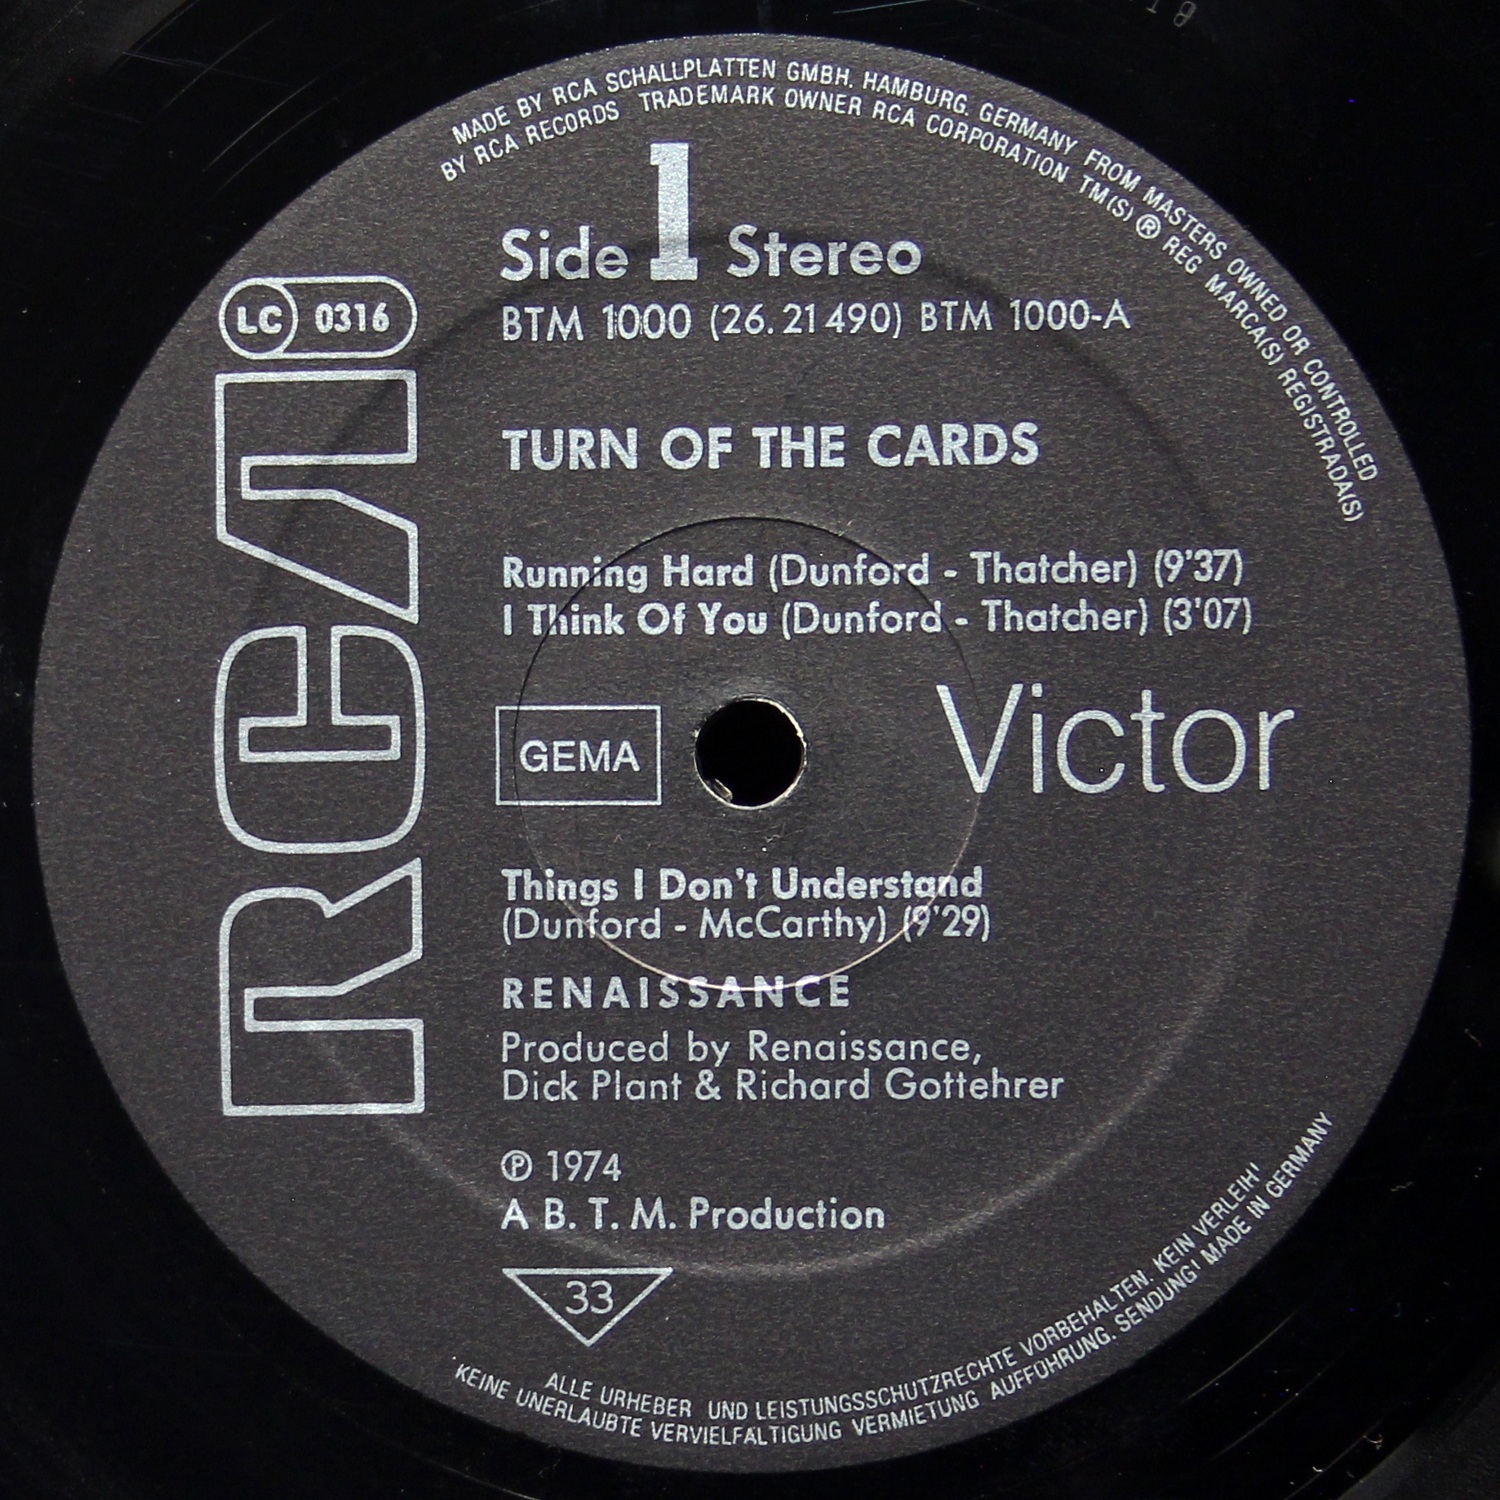 MADE BY RCA SCHALLPLATTEN GMBH. HAMBURG. GERMANY FROM MASTERS OWNED OR CONTROLLED
BY RCA RECORDS TRADEMARK OWNER RCA CORPORATION TM(S) ® REG MARCA(S) REGISTRADA(S)
Side 1 Stereo
LC 0316
BTM 1000 (26.21490) BTM 1000-A
RCA
TURN OF THE CARDS
Running Hard (Dunford - Thatcher) (9'37)
I Think Of You (Dunford - Thatcher) (3'07)
GEMA
Victor
Things I Don't Understand
(Dunford - McCarthy) (9'29)
RENAISSANCE
Produced by Renaissance,
Dick Plant & Richard Gottehrer
℗ 1974
A B. T. M. Production
33
ALLE URHEBER UND LEISTUNGSSCHUTZRECHTE VORBEHALTEN. KEIN VERLEIH!
KEINE UNERLAUBTE VERVIELFALTIGUNG VERMIETUNG AUFFOHRUNG. SENDUNG! MADE IN GERMANY